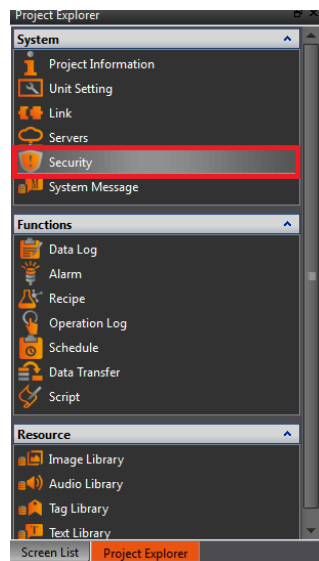 Project Explorer
System
Project Information
Unit Setting
Link
Servers
Security
System Message
Functions
Data Log
Alarm
Recipe
Operation Log
Schedule
Data Transfer
Script
Resource
Image Library
Audio Library
Tag Library
Text Library
Screen List Project Explorer